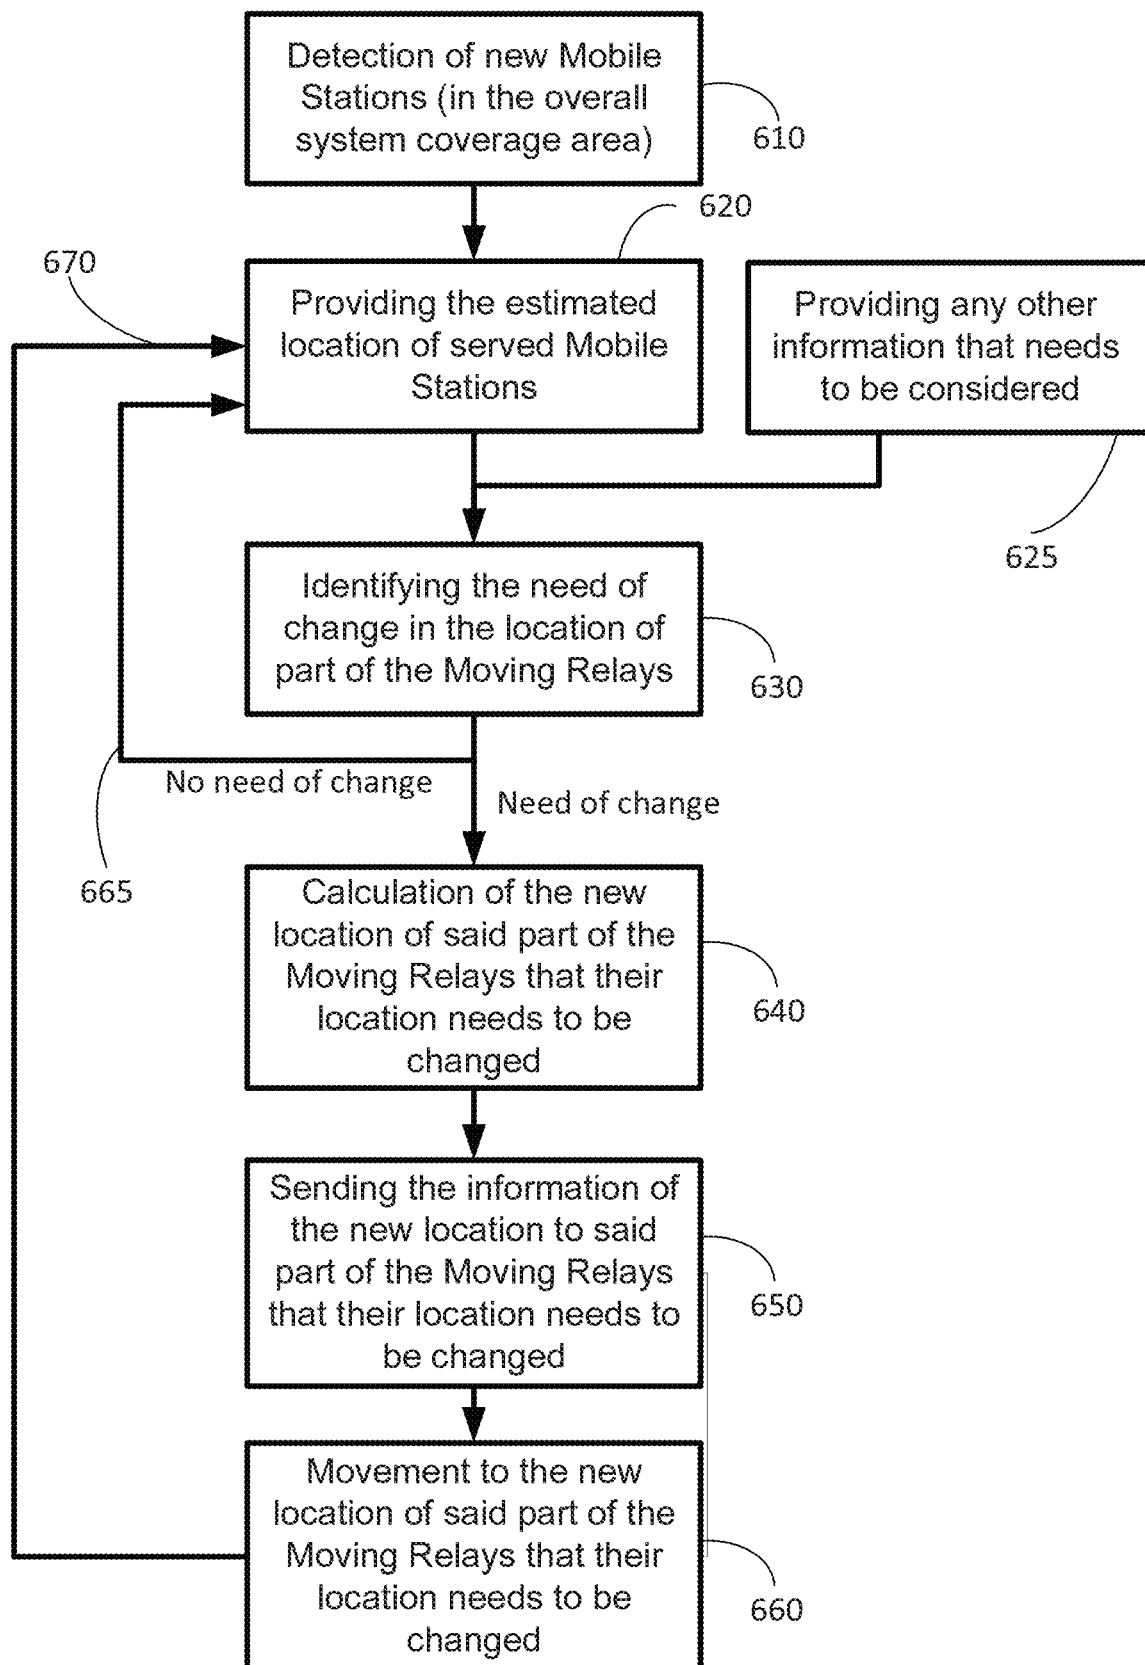 Detection of new Mobile
Stations (in the overall
system coverage area)
610
620
670
Providing the estimated
location of served Mobile
Stations
Providing any other
information that needs
to be considered
625
Identifying the need of
change in the location of
part of the Moving Relays
630
No need of change
Need of change
665
Calculation of the new
location of said part of the
Moving Relays that their
location needs to be
changed
640
Sending the information of
the new location to said
part of the Moving Relays
that their location needs to
be changed
650
Movement to the new
location of said part of the
Moving Relays that their
location needs to be
changed
660